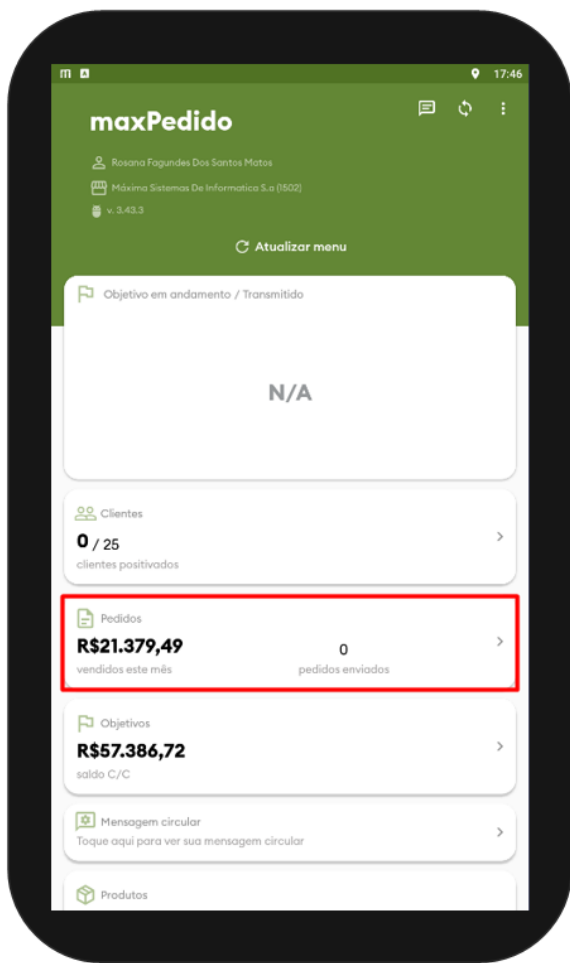 m A 17:46
maxPedido
Rosana Fagundes Dos Santos Matos
Máxima Sistemas De Informatica S.a (1502)
v. 3.43.3
Atualizar menu
Objetivo em andamento / Transmitido
N/A
Clientes
0 / 25
clientes positivados
Pedidos
R$21.379,49 0
vendidos este mês pedidos enviados
Objetivos
R$57.386,72
saldo C/C
Mensagem circular
Toque aqui para ver sua mensagem circular
Produtos